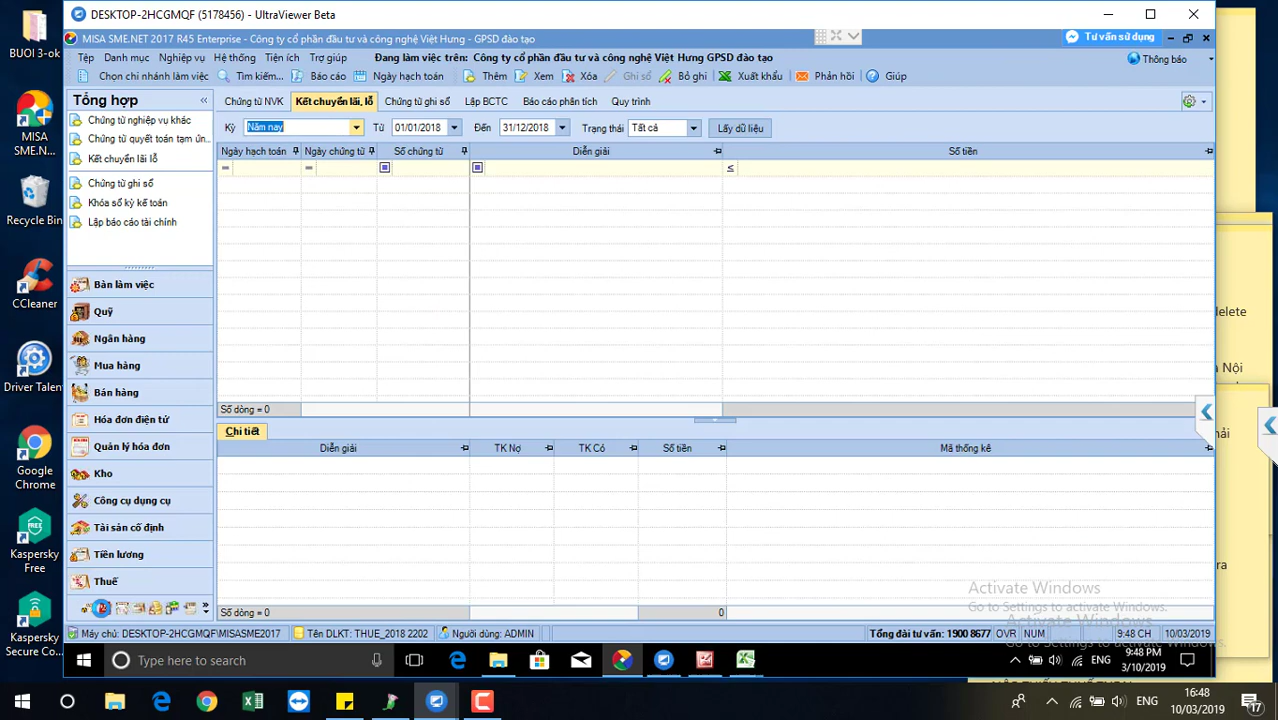 BUOI 3-ok
MISA SME.N...
Recycle Bin
CCleaner
Driver Talent
Google Chrome
Kaspersky Free
Kaspersky Secure Co...
DESKTOP-2HCGMQF (5178456) - UltraViewer Beta
MISA SME.NET 2017 R45 Enterprise - Công ty cổ phần đầu tư và công nghệ Việt Hưng - GPSD đào tạo
Tư vấn sử dụng
Tệp Danh mục Nghiệp vụ Hệ thống Tiện ích Trợ giúp
Đang làm việc trên: Công ty cổ phần đầu tư và công nghệ Việt Hưng GPSD đào tạo
Thông báo
Chọn chi nhánh làm việc Tìm kiếm... Báo cáo Ngày hạch toán Thêm Xem Xóa Ghi sổ Bỏ ghi Xuất khẩu Phản hồi Giúp
Tổng hợp
Chứng từ nghiệp vụ khác
Chứng từ quyết toán tạm ứn...
Kết chuyển lãi lỗ
Chứng từ ghi sổ
Khóa sổ kỳ kế toán
Lập báo cáo tài chính
Bàn làm việc
Quỹ
Ngân hàng
Mua hàng
Bán hàng
Hóa đơn điện tử
Quản lý hóa đơn
Kho
Công cụ dụng cụ
Tài sản cố định
Tiền lương
Thuế
Chứng từ NVK Kết chuyển lãi, lỗ Chứng từ ghi sổ Lập BCTC Báo cáo phân tích Quy trình
Kỳ Năm nay Từ 01/01/2018 Đến 31/12/2018 Trạng thái Tất cả Lấy dữ liệu
Ngày hạch toán Ngày chứng từ Số chứng từ Diễn giải Số tiền
= = ≤
Số dòng = 0
Chi tiết
Diễn giải TK Nợ TK Có Số tiền Mã thống kê
Số dòng = 0 0
Activate Windows
Go to Settings to activate Windows.
Activate Windows
Go to Settings to activate Windows.
Máy chủ: DESKTOP-2HCGMQF\MISASME2017 Tên DLKT: THUE_2018 2202 Người dùng: ADMIN Tổng đài tư vấn: 1900 8677 OVR NUM 9:48 CH 10/03/2019
Type here to search
ENG
9:48 PM
3/10/2019
ENG
16:48
10/03/2019
17
delete
Nội